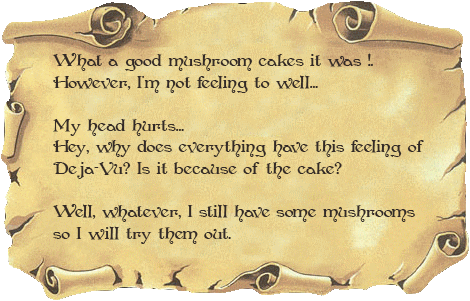 What a good mushroom cakes it was !.
However, I'm not feeling to well...
My head hurts...
Hey, why does everything have this feeling of
Deja-Vu? Is it because of the cake?
Well, whatever, I still have some mushrooms
so I will try them out.